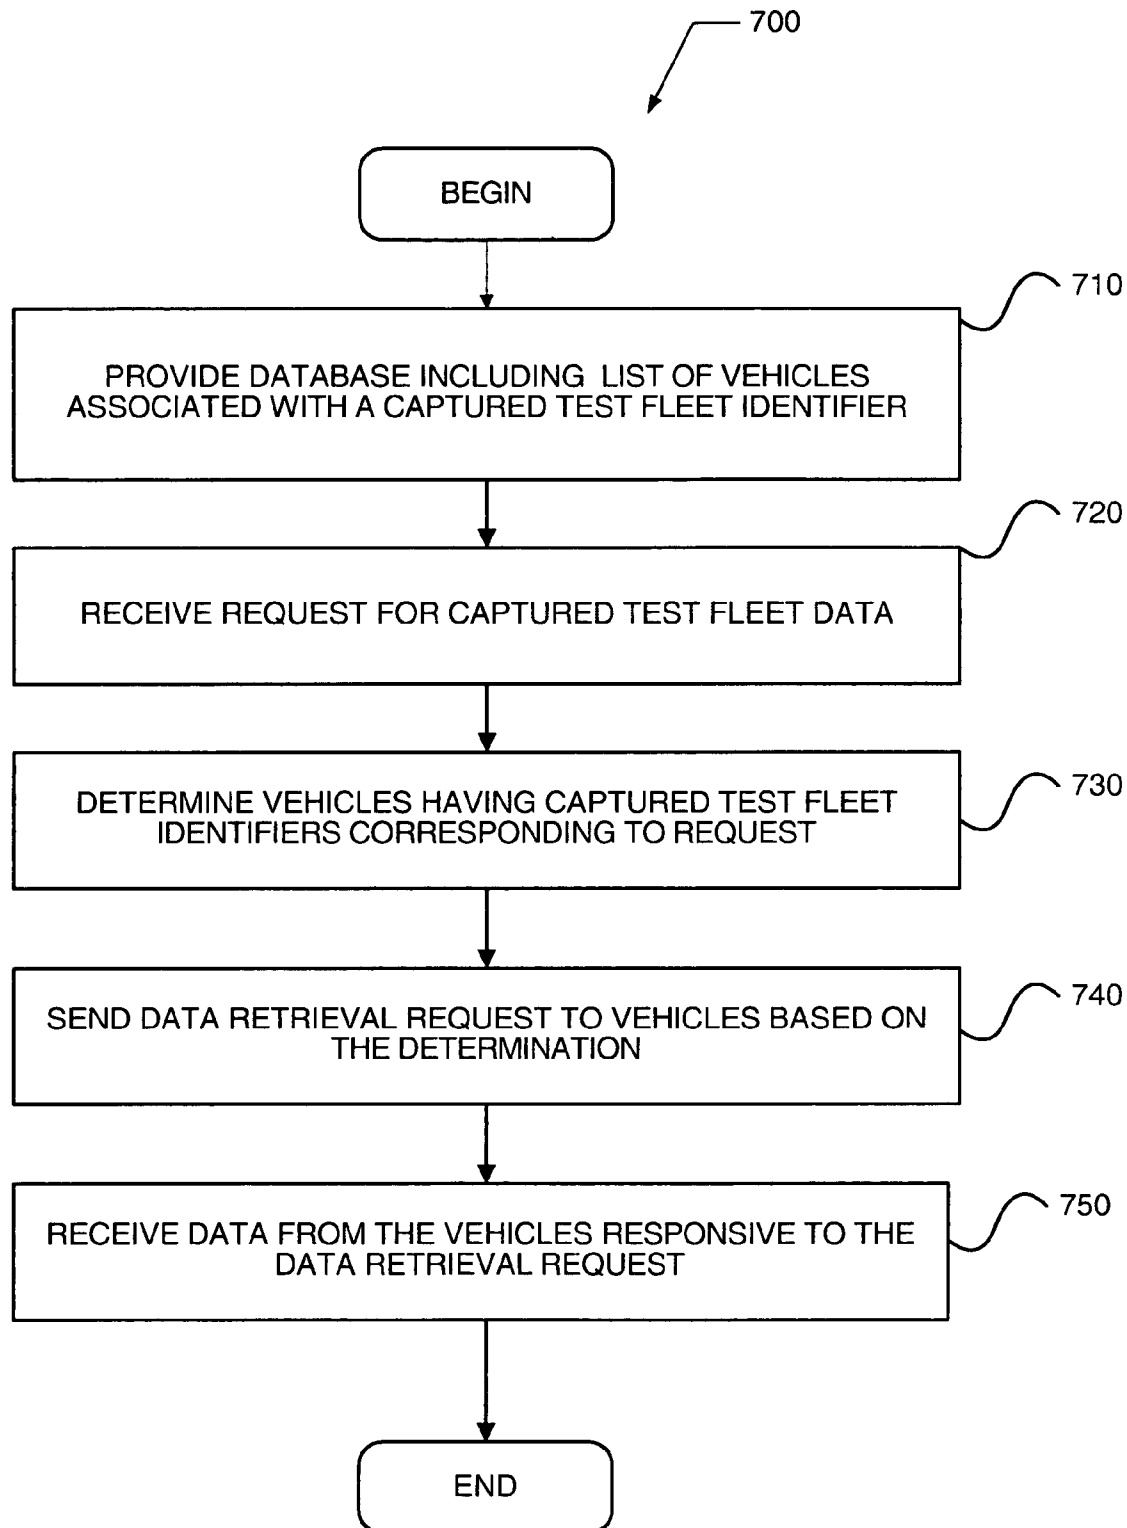 700
BEGIN
710
PROVIDE DATABASE INCLUDING LIST OF VEHICLES
ASSOCIATED WITH A CAPTURED TEST FLEET IDENTIFIER
720
RECEIVE REQUEST FOR CAPTURED TEST FLEET DATA
730
DETERMINE VEHICLES HAVING CAPTURED TEST FLEET
IDENTIFIERS CORRESPONDING TO REQUEST
740
SEND DATA RETRIEVAL REQUEST TO VEHICLES BASED ON
THE DETERMINATION
750
RECEIVE DATA FROM THE VEHICLES RESPONSIVE TO THE
DATA RETRIEVAL REQUEST
END